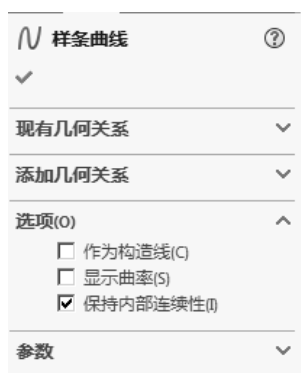 样条曲线
现有几何关系
添加几何关系
选项(O)
作为构造线(C)
显示曲率(S)
保持内部连续性(I)
参数